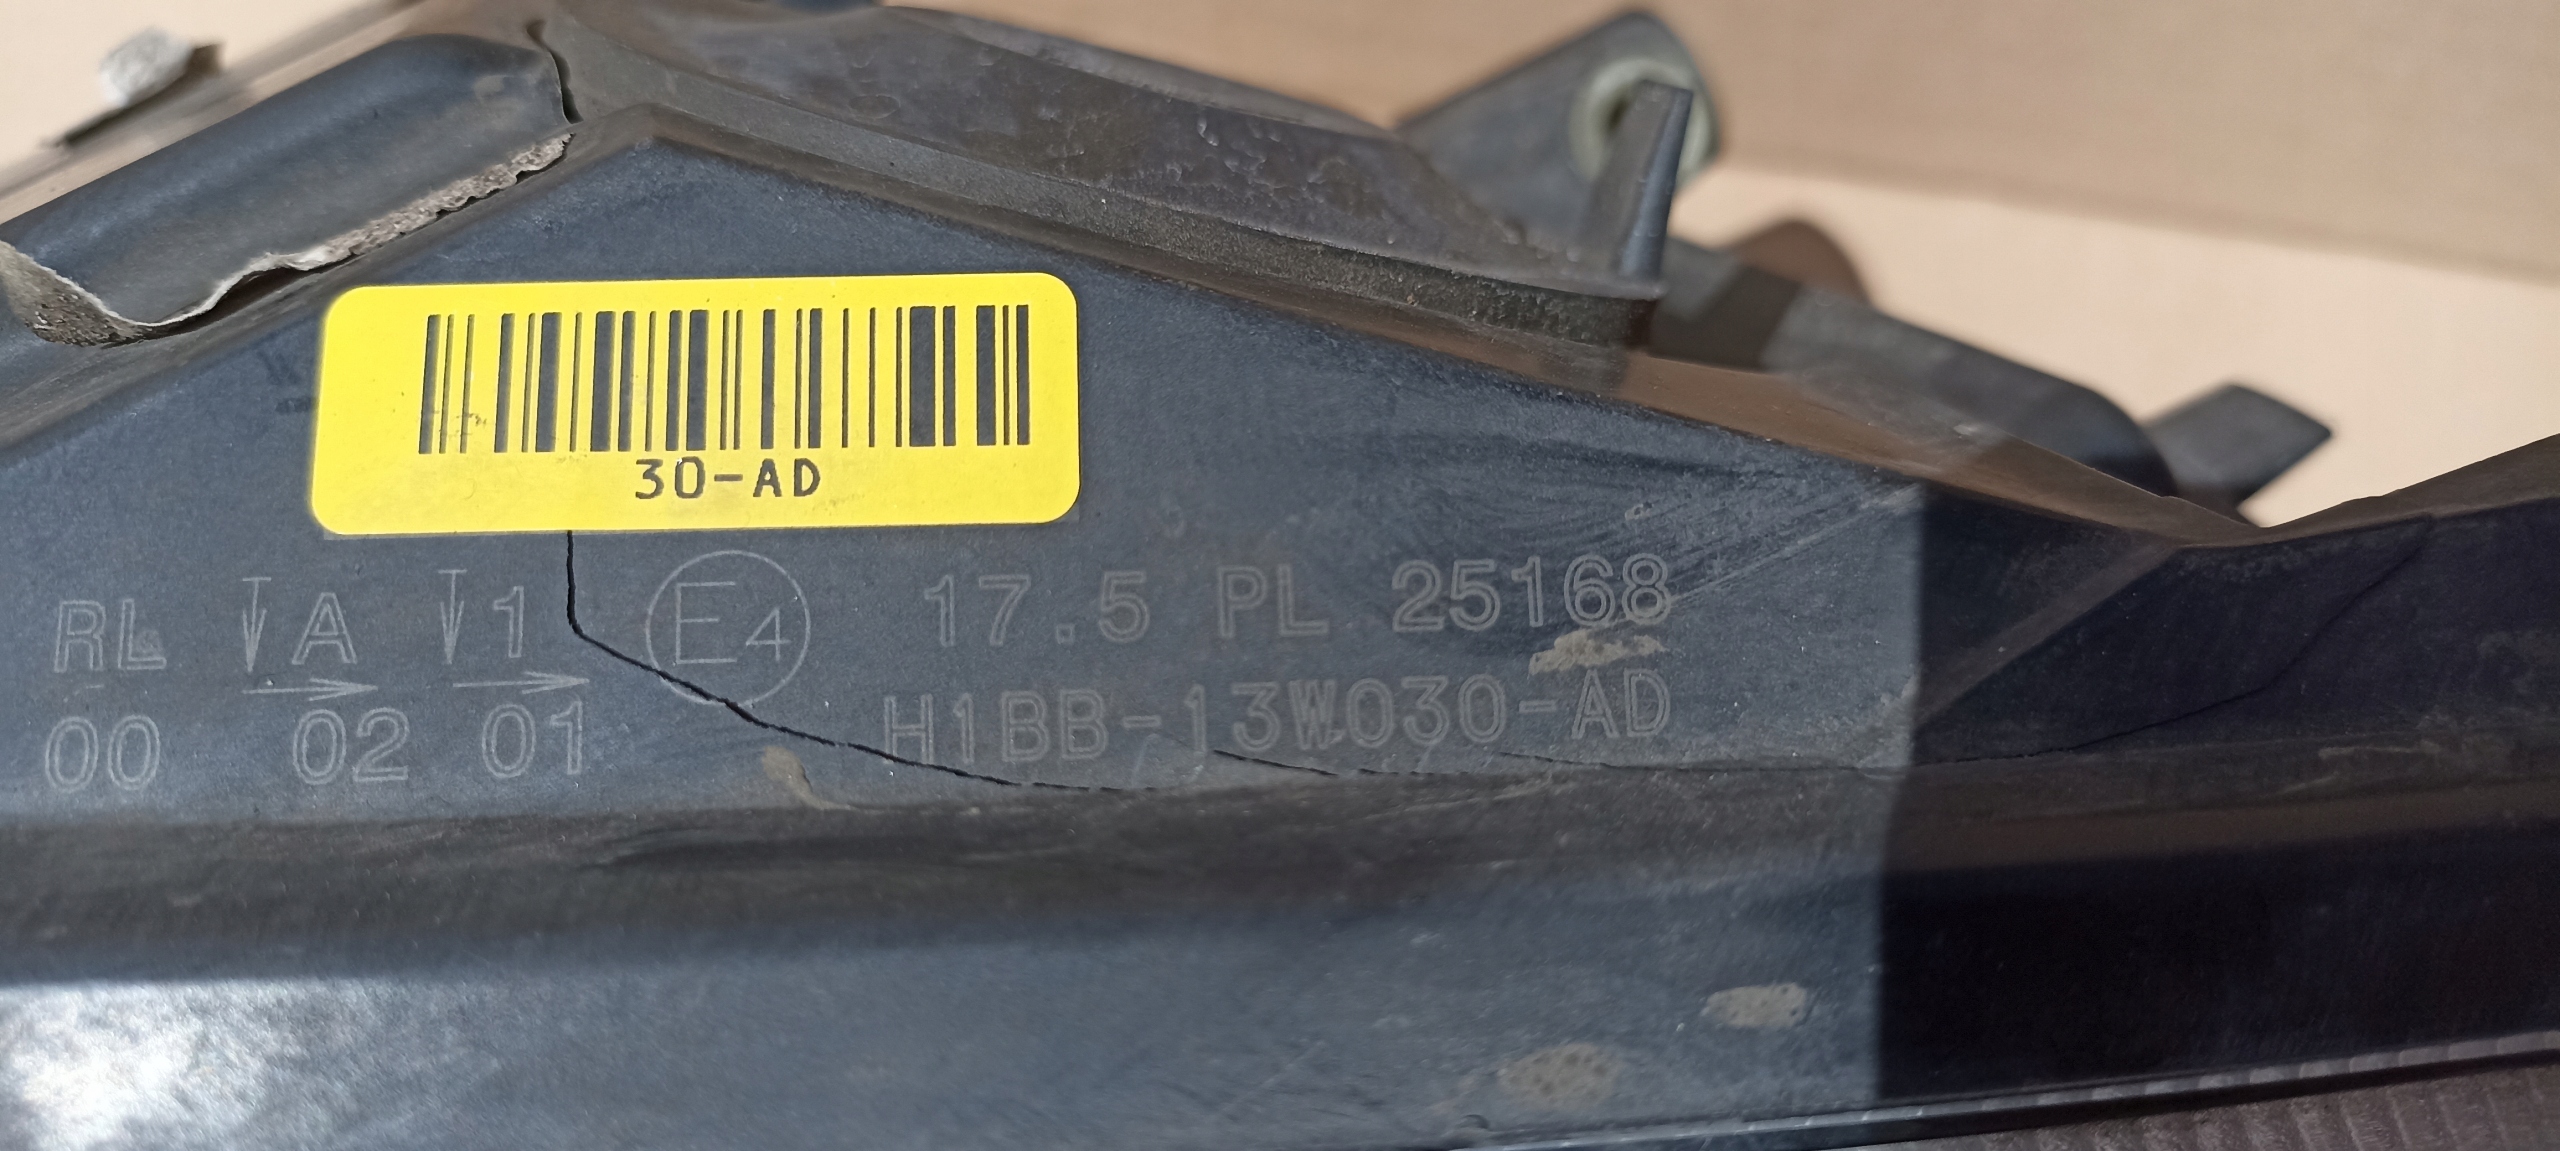 30-AD
RL A 1 E4 17.5 PL 25168
00 02 01 H1BB-13W030-AD